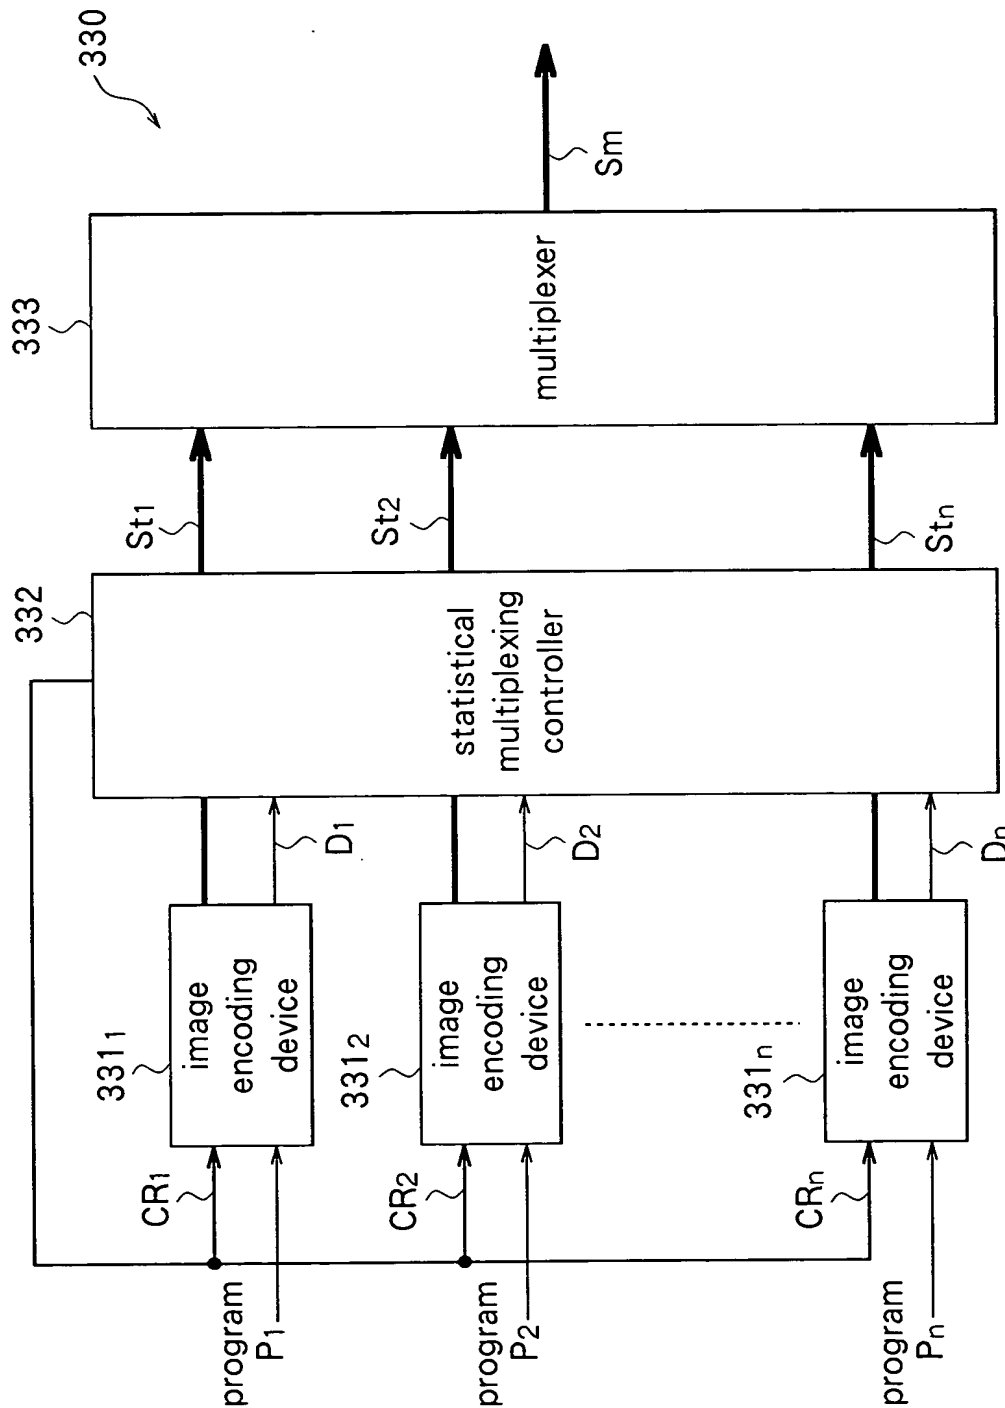 330
333
multiplexer
Sm
St1
St2
Stn
332
statistical
multiplexing
controller
D1
D2
Dn
3311
image
encoding
device
3312
image
encoding
device
331n
image
encoding
device
CR1
CR2
CRn
program
P1
program
P2
program
Pn